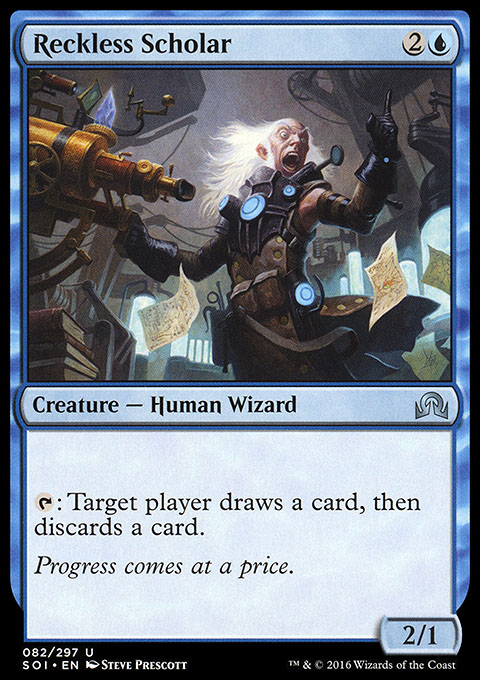 Reckless Scholar 2
Creature — Human Wizard
: Target player draws a card, then
discards a card.
Progress comes at a price.
2/1
082/297 U
SOI • EN Steve Prescott
™ & © 2016 Wizards of the Coast